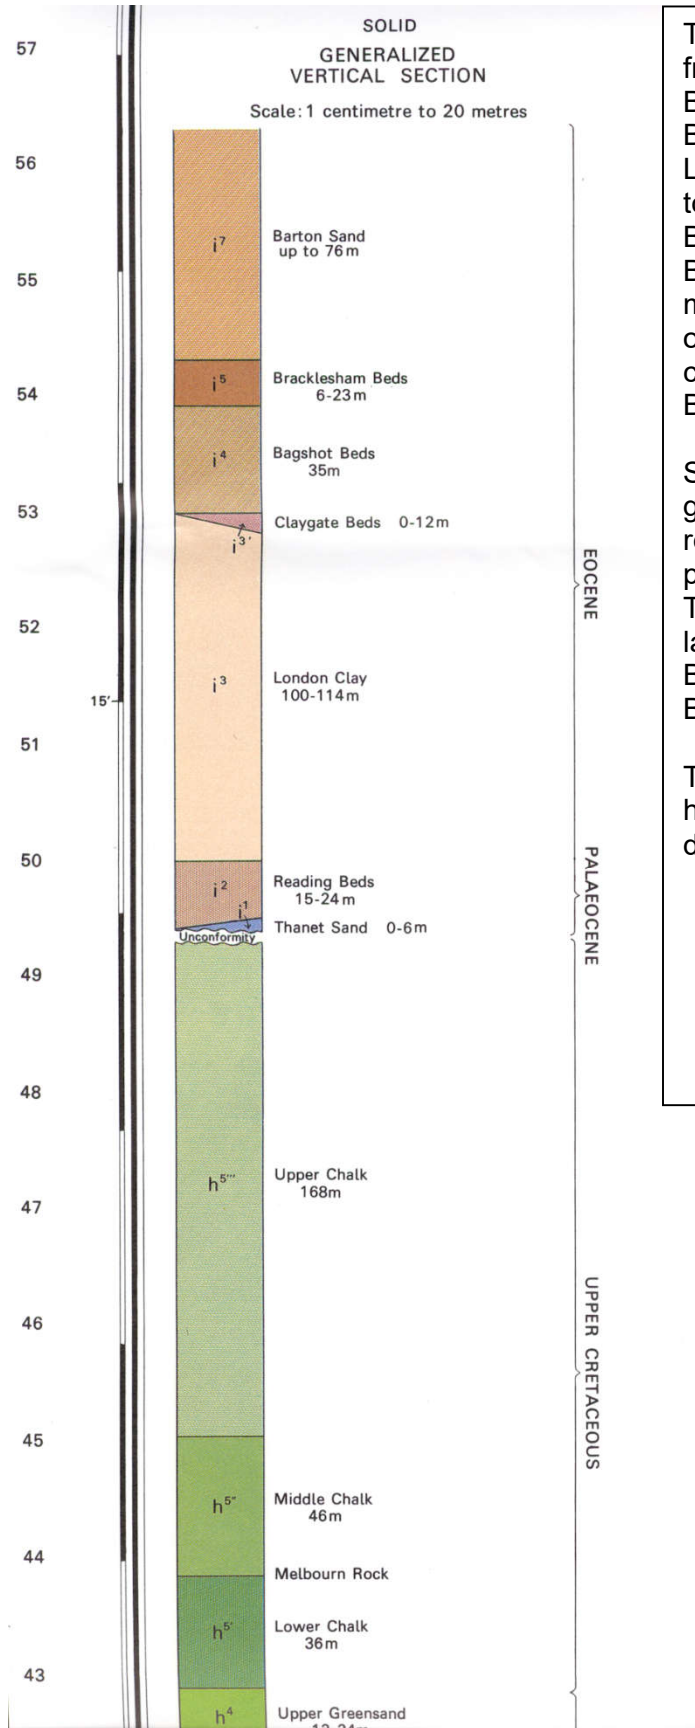 SOLID
GENERALIZED
VERTICAL SECTION
Scale: 1 centimetre to 20 metres
57
56
55
54
53
52
15'
51
50
49
48
47
46
45
44
43
i⁷
Barton Sand
up to 76m
i⁵
Bracklesham Beds
6-23m
i⁴
Bagshot Beds
35m
Claygate Beds 0-12m
i³'
i³
London Clay
100-114m
i²
Reading Beds
15-24m
i¹
Thanet Sand 0-6m
Unconformity
h⁵'''
Upper Chalk
168m
h⁵''
Middle Chalk
46m
Melbourn Rock
h⁵'
Lower Chalk
36m
h⁴
Upper Greensand
EOCENE
PALAEOCENE
UPPER CRETACEOUS